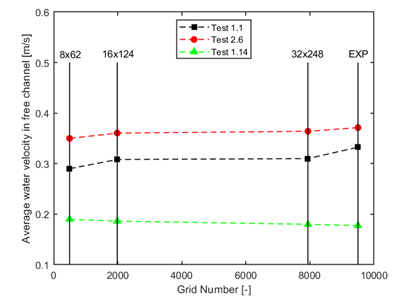 Test 1.1
Test 2.6
Test 1.14
8x62
16x124
32x248
EXP
0.6
0.5
0.4
0.3
0.2
0.1
Average water velocity in free channel [m/s]
0
2000
4000
6000
8000
10000
Grid Number [-]